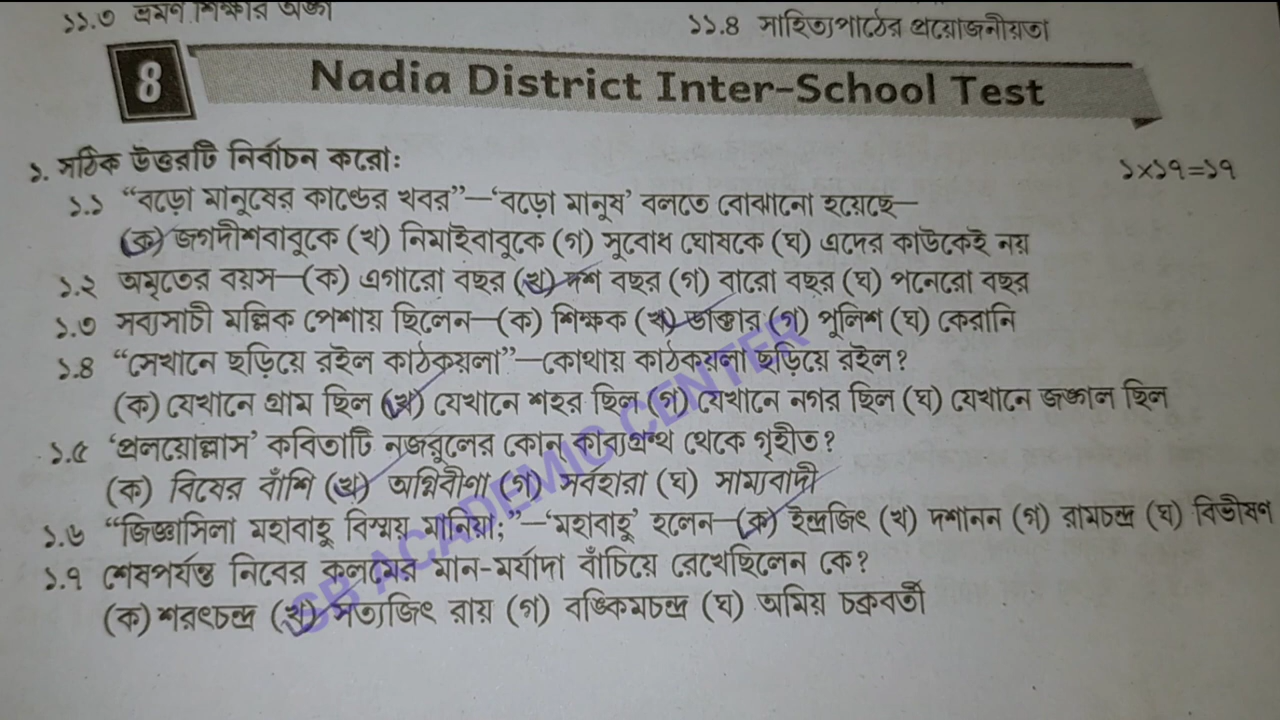 ১১.৩ ভ্রমণ শিক্ষার অঙ্গ
১১.৪ সাহিত্যপাঠের প্রয়োজনীয়তা
8 Nadia District Inter-School Test
১. সঠিক উত্তরটি নির্বাচন করো: ১×১৭=১৭
১.১ “বড়ো মানুষের কাণ্ডের খবর”—‘বড়ো মানুষ’ বলতে বোঝানো হয়েছে—
(ক) জগদীশবাবুকে (খ) নিমাইবাবুকে (গ) সুবোধ ঘোষকে (ঘ) এদের কাউকেই নয়
১.২ অমৃতের বয়স—(ক) এগারো বছর (খ) দশ বছর (গ) বারো বছর (ঘ) পনেরো বছর
১.৩ সব্যসাচী মল্লিক পেশায় ছিলেন—(ক) শিক্ষক (খ) ডাক্তার (গ) পুলিশ (ঘ) কেরানি
১.৪ “সেখানে ছড়িয়ে রইল কাঠকয়লা”—কোথায় কাঠকয়লা ছড়িয়ে রইল?
(ক) যেখানে গ্রাম ছিল (খ) যেখানে শহর ছিল (গ) যেখানে নগর ছিল (ঘ) যেখানে জঙ্গল ছিল
১.৫ ‘প্রলয়োল্লাস’ কবিতাটি নজরুলের কোন কাব্যগ্রন্থ থেকে গৃহীত?
(ক) বিষের বাঁশি (খ) অগ্নিবীণা (গ) সর্বহারা (ঘ) সাম্যবাদী
১.৬ “জিজ্ঞাসিলা মহাবাহু বিস্ময় মানিয়া;”—‘মহাবাহু’ হলেন—(ক) ইন্দ্রজিৎ (খ) দশানন (গ) রামচন্দ্র (ঘ) বিভীষণ
১.৭ শেষপর্যন্ত নিবের কলমের মান-মর্যাদা বাঁচিয়ে রেখেছিলেন কে?
(ক) শরৎচন্দ্র (খ) সত্যজিৎ রায় (গ) বঙ্কিমচন্দ্র (ঘ) অমিয় চক্রবর্তী
SB ACADEMIC CENTER